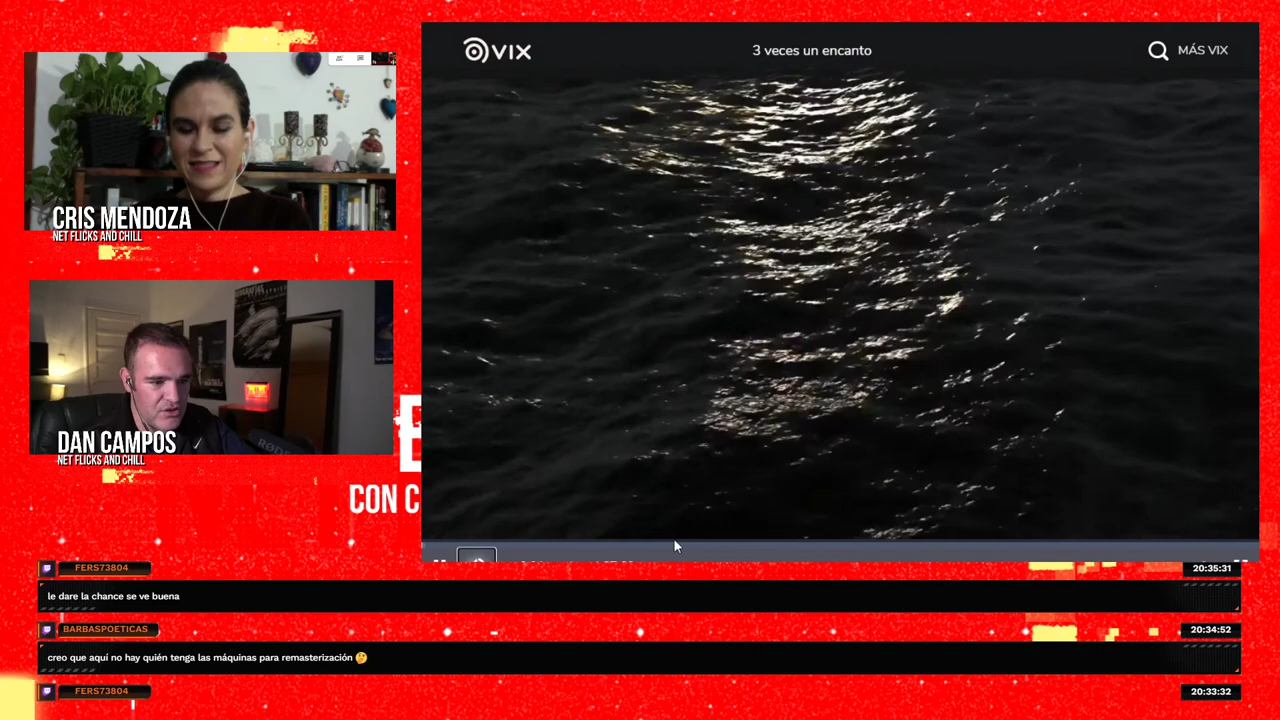 VIX
3 veces un encanto
MÁS VIX
CRIS MENDOZA
NET FLICKS AND CHILL
DAN CAMPOS
NET FLICKS AND CHILL
CON C
FERS73804
20:35:31
le dare la chance se ve buena
BARBASPOETICAS
20:34:52
creo que aquí no hay quién tenga las máquinas para remasterización 🤔
FERS73804
20:33:32